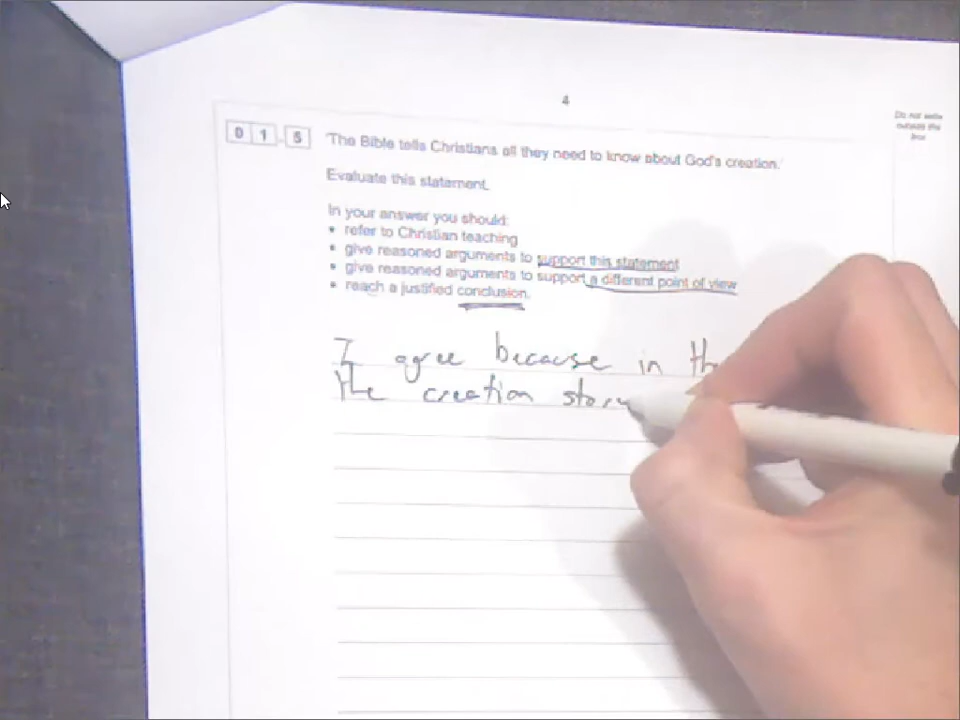 4
Do not write
outside the
box
0 1 . 5 'The Bible tells Christians all they need to know about God's creation.'
Evaluate this statement.
In your answer you should:
• refer to Christian teaching
• give reasoned arguments to support this statement
• give reasoned arguments to support a different point of view
• reach a justified conclusion.
I agree because in th
the creation story